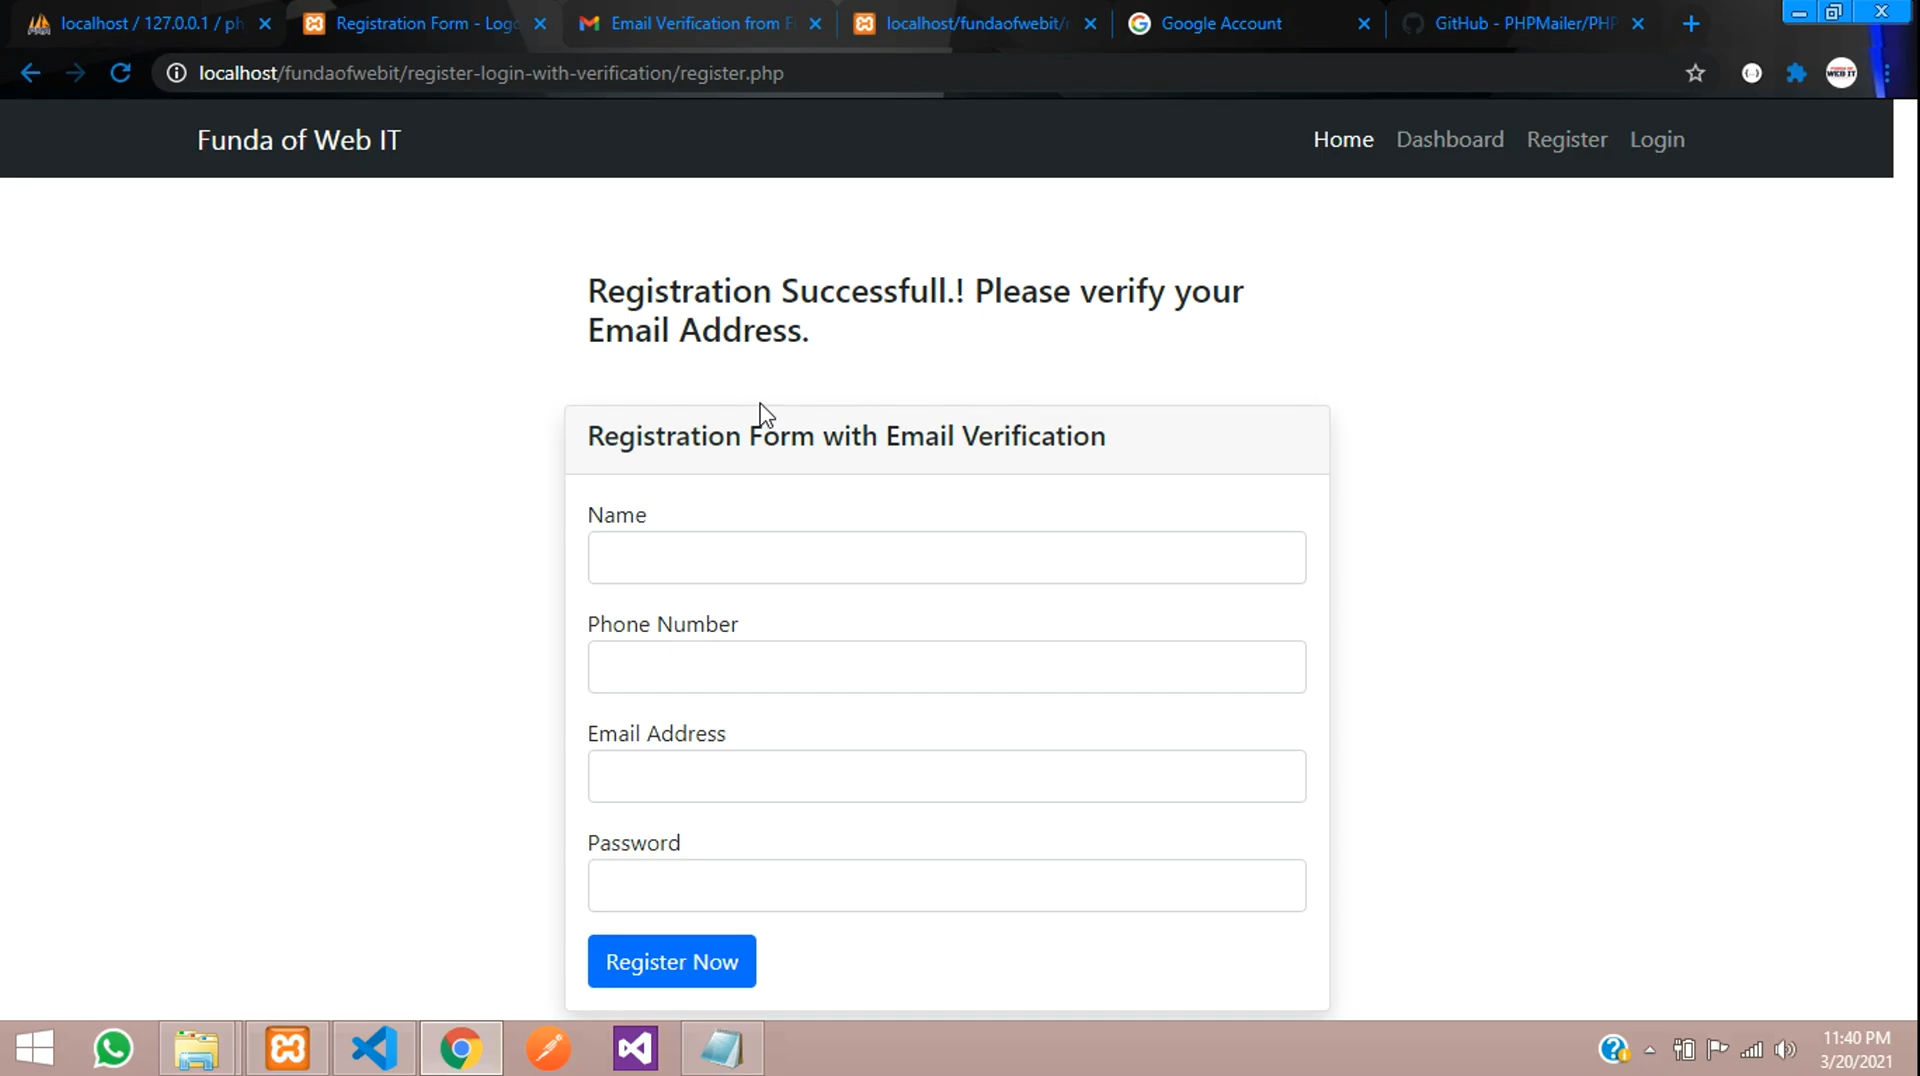 localhost / 127.0.0.1 / ph
Registration Form - Logo
Email Verification from F
localhost/fundaofwebit/r
Google Account
GitHub - PHPMailer/PHP
localhost/fundaofwebit/register-login-with-verification/register.php
Funda of Web IT
Home Dashboard Register Login
Registration Successfull.! Please verify your
Email Address.
Registration Form with Email Verification
Name
Phone Number
Email Address
Password
Register Now
11:40 PM
3/20/2021